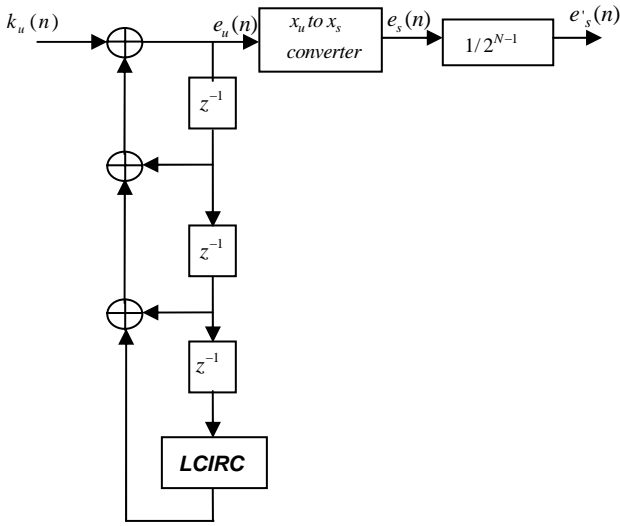 k_u(n)
e_u(n)
x_u to x_s
converter
e_s(n)
1/2^{N-1}
e'_s(n)
z^{-1}
z^{-1}
z^{-1}
LCIRC